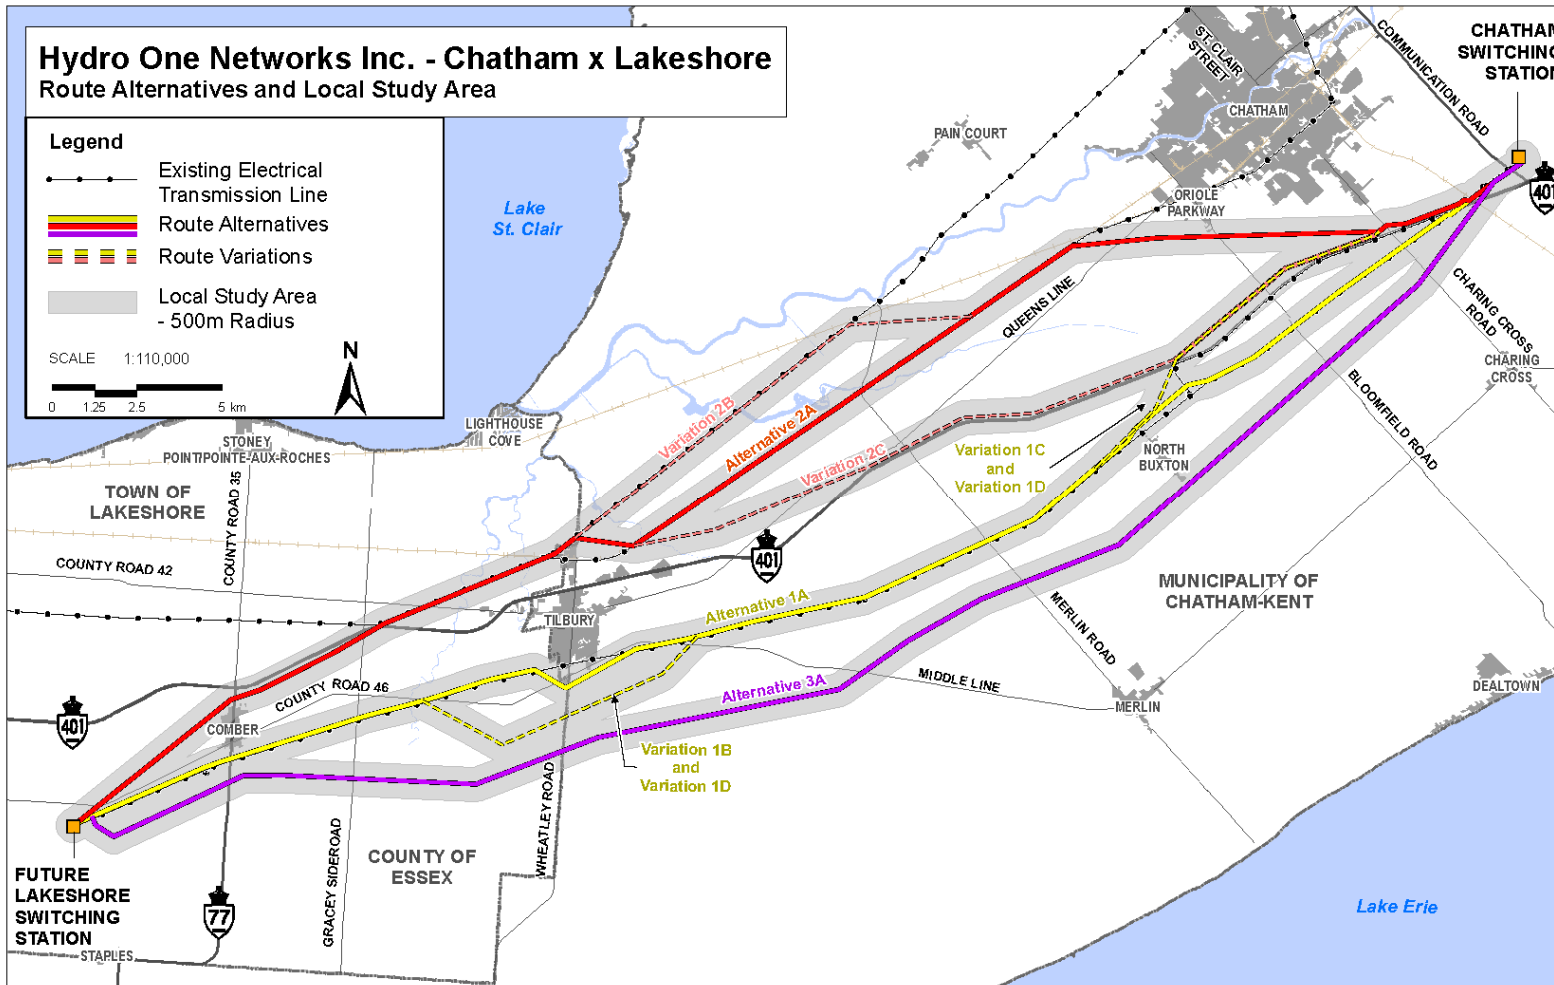 Hydro One Networks Inc. - Chatham x Lakeshore
Route Alternatives and Local Study Area
Legend
Existing Electrical
Transmission Line
Route Alternatives
Route Variations
Local Study Area
- 500m Radius
SCALE 1:110,000
N
0 1.25 2.5 5 km
CHATHAM
SWITCHING
STATION
COMMUNICATION ROAD
ST. CLAIR
STREET
CHATHAM
PAIN COURT
ORIOLE
PARKWAY
401
Lake
St. Clair
QUEENS LINE
CHARING CROSS
ROAD
CHARING
CROSS
BLOOMFIELD ROAD
LIGHTHOUSE
COVE
STONEY
POINT/POINTE-AUX-ROCHES
TOWN OF
LAKESHORE
COUNTY ROAD 35
COUNTY ROAD 42
Variation 2B
Alternative 2A
Variation 2C
Variation 1C
and
Variation 1D
NORTH
BUXTON
401
MUNICIPALITY OF
CHATHAM-KENT
TILBURY
Alternative 1A
MERLIN ROAD
MIDDLE LINE
MERLIN
DEALTOWN
COUNTY ROAD 46
Alternative 3A
401
COMBER
Variation 1B
and
Variation 1D
WHEATLEY ROAD
GRACEY SIDEROAD
COUNTY OF
ESSEX
FUTURE
LAKESHORE
SWITCHING
STATION
77
STAPLES
Lake Erie